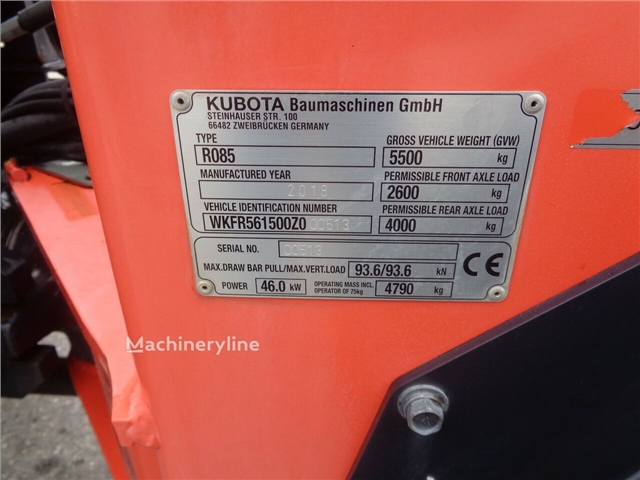 KUBOTA Baumaschinen GmbH
STEINHAUSER STR. 100
66482 ZWEIBRÜCKEN GERMANY
TYPE
R085
GROSS VEHICLE WEIGHT (GVW)
5500 kg
MANUFACTURED YEAR
2018
PERMISSIBLE FRONT AXLE LOAD
2600 kg
VEHICLE IDENTIFICATION NUMBER
WKFR561500Z000513
PERMISSIBLE REAR AXLE LOAD
4000 kg
SERIAL NO. 00513
MAX.DRAW BAR PULL/MAX.VERT.LOAD 93.6/93.6 kN
CE
POWER 46.0 kW OPERATING MASS INCL. OPERATOR OF 75kg 4790 kg
Machineryline